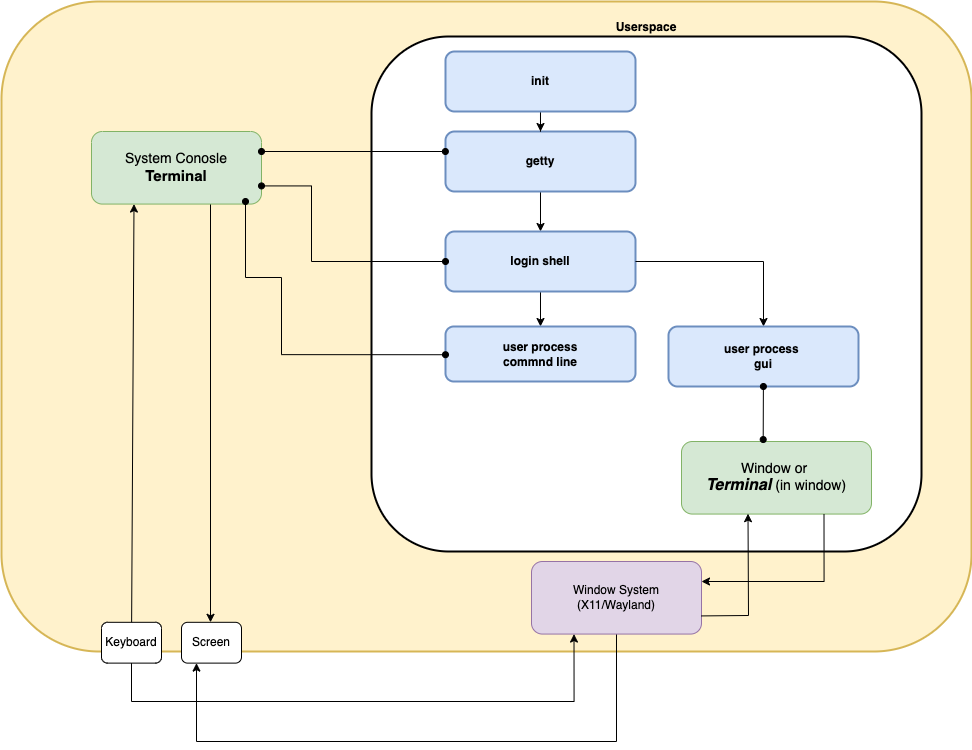 Userspace
init
System Conosle
Terminal
getty
login shell
user process
commnd line
user process
gui
Window or
Terminal (in window)
Window System
(X11/Wayland)
Keyboard
Screen